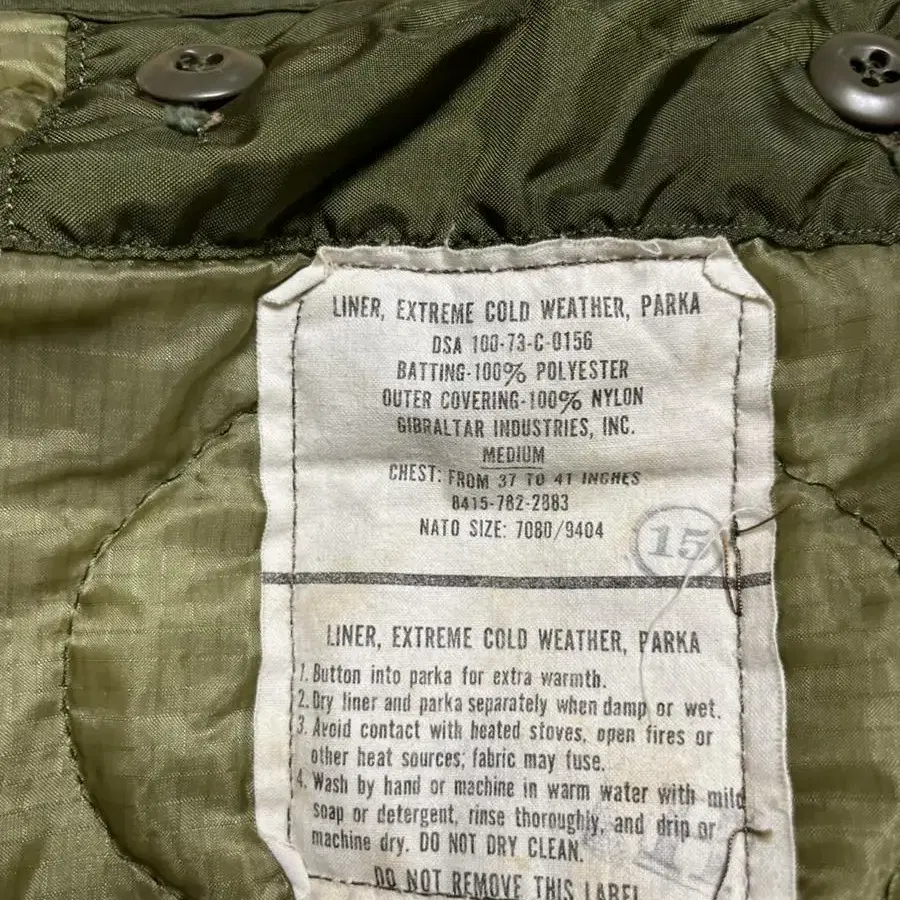 LINER, EXTREME COLD WEATHER, PARKA
DSA 100-73-C-0156
BATTING-100% POLYESTER
OUTER COVERING-100% NYLON
GIBRALTAR INDUSTRIES, INC.
MEDIUM
CHEST: FROM 37 TO 41 INCHES
8415-782-2883
NATO SIZE: 7080/9404
15
LINER, EXTREME COLD WEATHER, PARKA
1. Button into parka for extra warmth.
2. Dry liner and parka separately when damp or wet.
3. Avoid contact with heated stoves, open fires or
other heat sources; fabric may fuse.
4. Wash by hand or machine in warm water with mild
soap or detergent, rinse thoroughly, and drip or
machine dry. DO NOT DRY CLEAN.
DO NOT REMOVE THIS LABEL